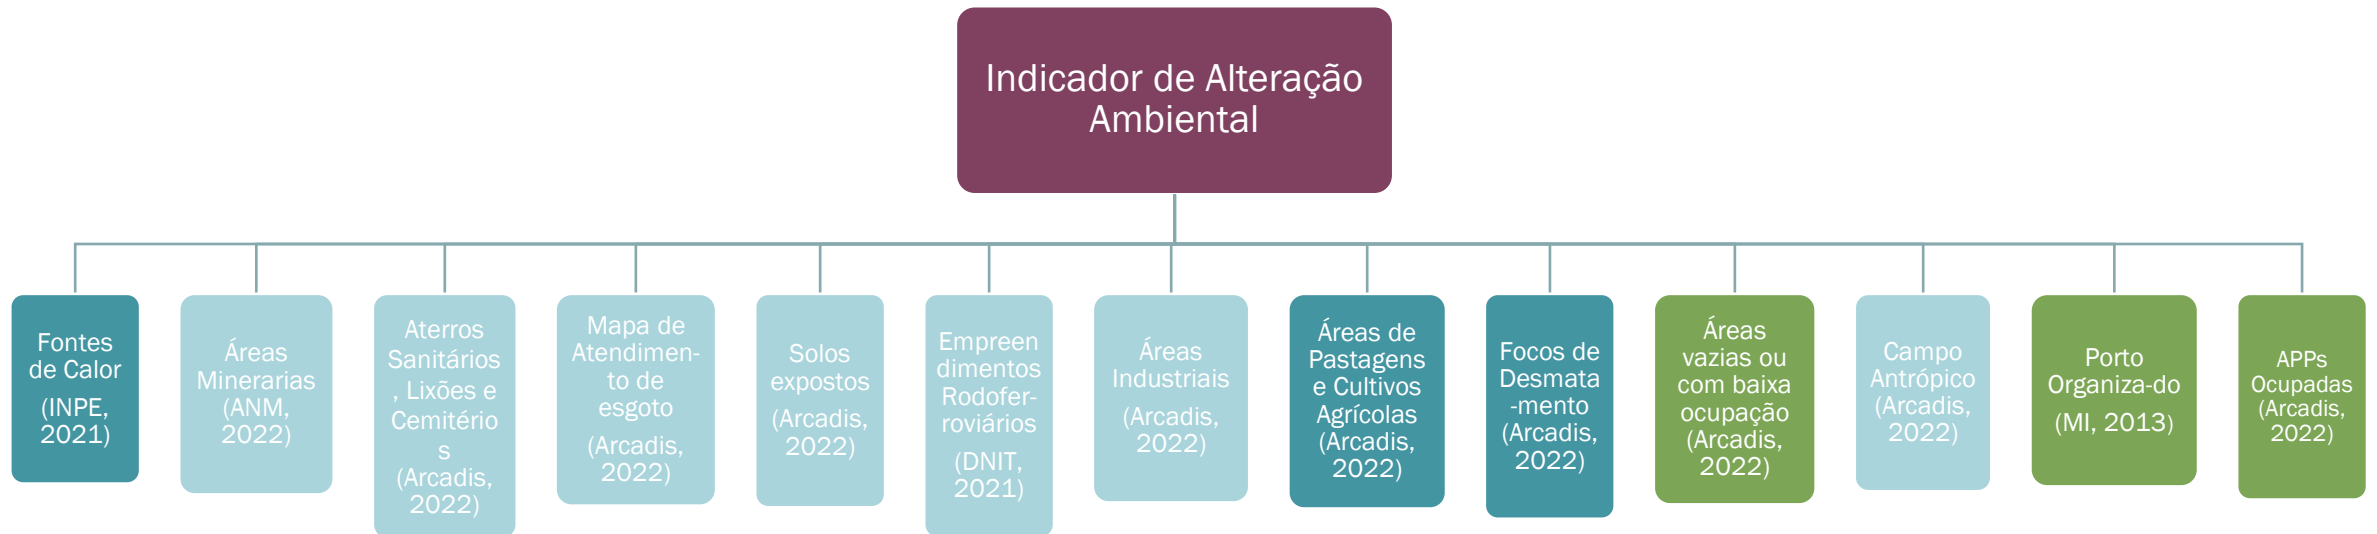 Indicador de Alteração
Ambiental
Fontes
de Calor
(INPE,
2021)
Áreas
Minerarias
(ANM,
2022)
Aterros
Sanitários
, Lixões e
Cemitério
s
(Arcadis,
2022)
Mapa de
Atendimen-
to de
esgoto
(Arcadis,
2022)
Solos
expostos
(Arcadis,
2022)
Empreen
dimentos
Rodofer-
roviários
(DNIT,
2021)
Áreas
Industriais
(Arcadis,
2022)
Áreas de
Pastagens
e Cultivos
Agrícolas
(Arcadis,
2022)
Focos de
Desmata
-mento
(Arcadis,
2022)
Áreas
vazias ou
com baixa
ocupação
(Arcadis,
2022)
Campo
Antrópico
(Arcadis,
2022)
Porto
Organiza-do
(MI, 2013)
APPs
Ocupadas
(Arcadis,
2022)